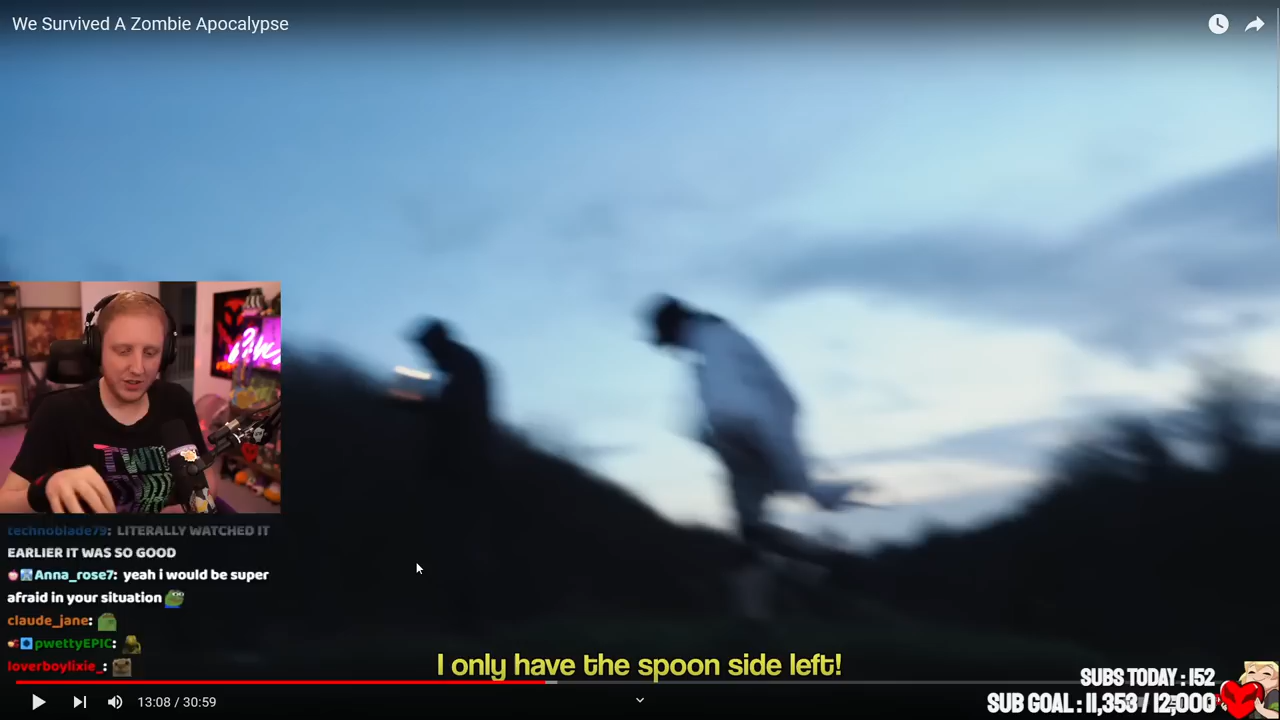 We Survived A Zombie Apocalypse
technoblade79: LITERALLY WATCHED IT
EARLIER IT WAS SO GOOD
Anna_rose7: yeah i would be super
afraid in your situation
claude_jane:
pwettyEPIC:
loverboylixie_:
I only have the spoon side left!
13:08 / 30:59
SUBS TODAY : 152
SUB GOAL : 11,353 / 12,000